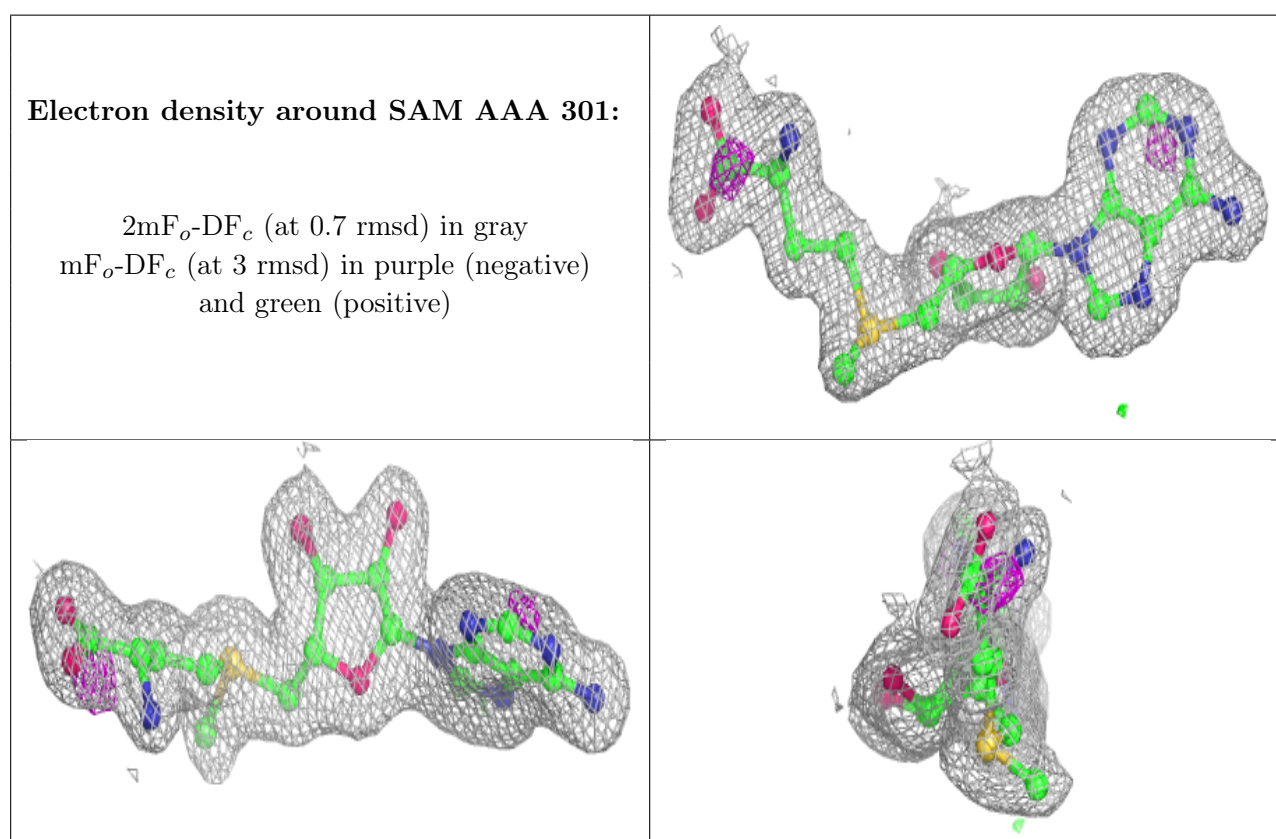 Electron density around SAM AAA 301:
2mFo-DFc (at 0.7 rmsd) in gray
mFo-DFc (at 3 rmsd) in purple (negative)
and green (positive)